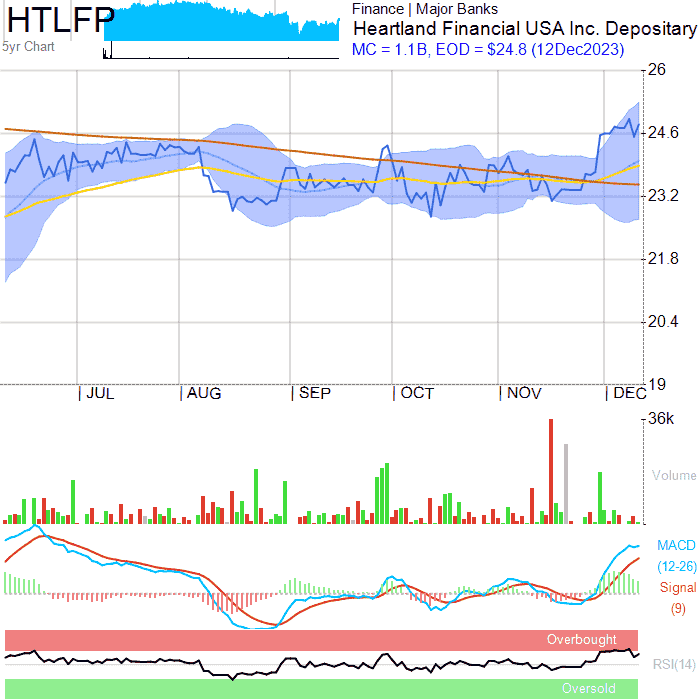 HTLFP
5yr Chart
Finance | Major Banks
Heartland Financial USA Inc. Depositary
MC = 1.1B, EOD = $24.8 (12Dec2023)
26
24.6
23.2
21.8
20.4
19
| JUL | AUG | SEP | OCT | NOV | DEC
36k
Volume
MACD
(12-26)
Signal
(9)
Overbought
RSI(14)
Oversold